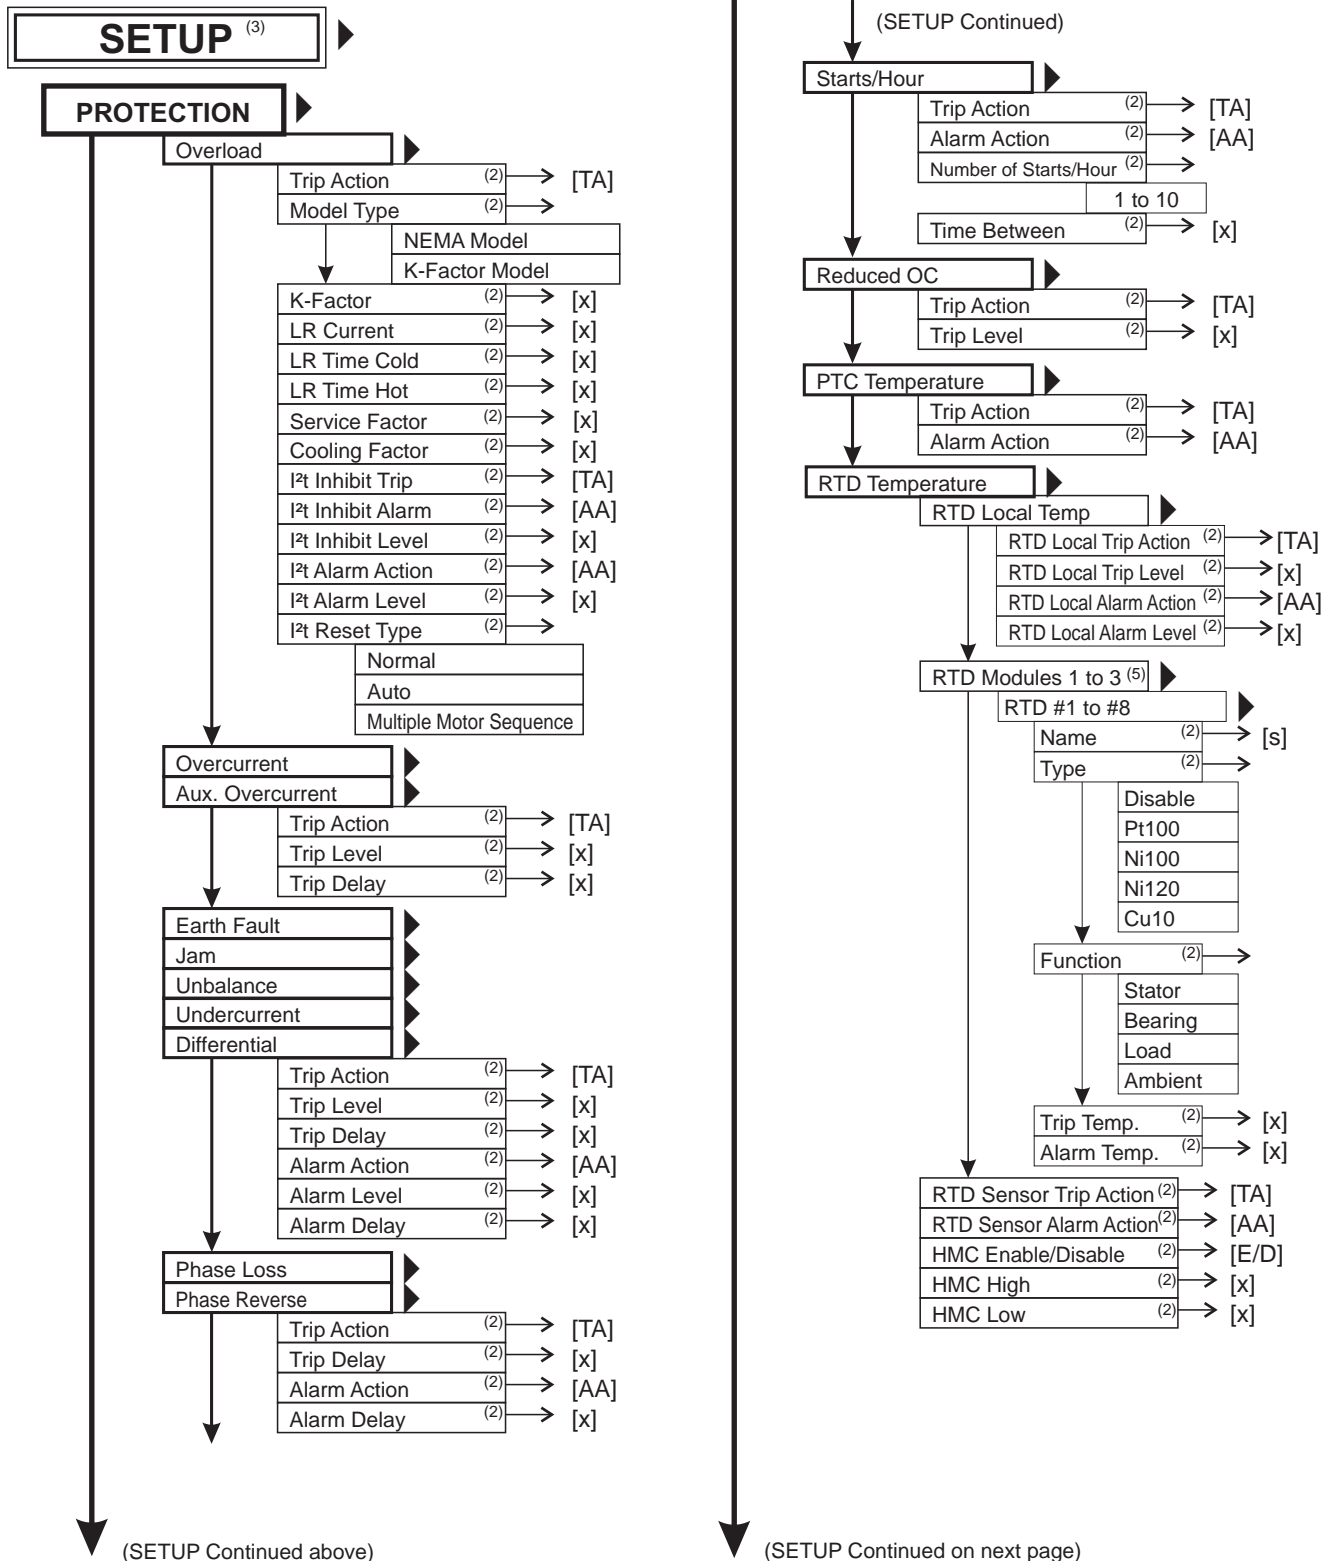 SETUP (3)
PROTECTION
Overload
Trip Action (2) [TA]
Model Type (2)
NEMA Model
K-Factor Model
K-Factor (2) [x]
LR Current (2) [x]
LR Time Cold (2) [x]
LR Time Hot (2) [x]
Service Factor (2) [x]
Cooling Factor (2) [x]
I²t Inhibit Trip (2) [TA]
I²t Inhibit Alarm (2) [AA]
I²t Inhibit Level (2) [x]
I²t Alarm Action (2) [AA]
I²t Alarm Level (2) [x]
I²t Reset Type (2)
Normal
Auto
Multiple Motor Sequence
Overcurrent
Aux. Overcurrent
Trip Action (2) [TA]
Trip Level (2) [x]
Trip Delay (2) [x]
Earth Fault
Jam
Unbalance
Undercurrent
Differential
Trip Action (2) [TA]
Trip Level (2) [x]
Trip Delay (2) [x]
Alarm Action (2) [AA]
Alarm Level (2) [x]
Alarm Delay (2) [x]
Phase Loss
Phase Reverse
Trip Action (2) [TA]
Trip Delay (2) [x]
Alarm Action (2) [AA]
Alarm Delay (2) [x]
(SETUP Continued above)
(SETUP Continued)
Starts/Hour
Trip Action (2) [TA]
Alarm Action (2) [AA]
Number of Starts/Hour (2)
1 to 10
Time Between (2) [x]
Reduced OC
Trip Action (2) [TA]
Trip Level (2) [x]
PTC Temperature
Trip Action (2) [TA]
Alarm Action (2) [AA]
RTD Temperature
RTD Local Temp
RTD Local Trip Action (2) [TA]
RTD Local Trip Level (2) [x]
RTD Local Alarm Action (2) [AA]
RTD Local Alarm Level (2) [x]
RTD Modules 1 to 3 (5)
RTD #1 to #8
Name (2) [s]
Type (2)
Disable
Pt100
Ni100
Ni120
Cu10
Function (2)
Stator
Bearing
Load
Ambient
Trip Temp. (2) [x]
Alarm Temp. (2) [x]
RTD Sensor Trip Action (2) [TA]
RTD Sensor Alarm Action (2) [AA]
HMC Enable/Disable (2) [E/D]
HMC High (2) [x]
HMC Low (2) [x]
(SETUP Continued on next page)